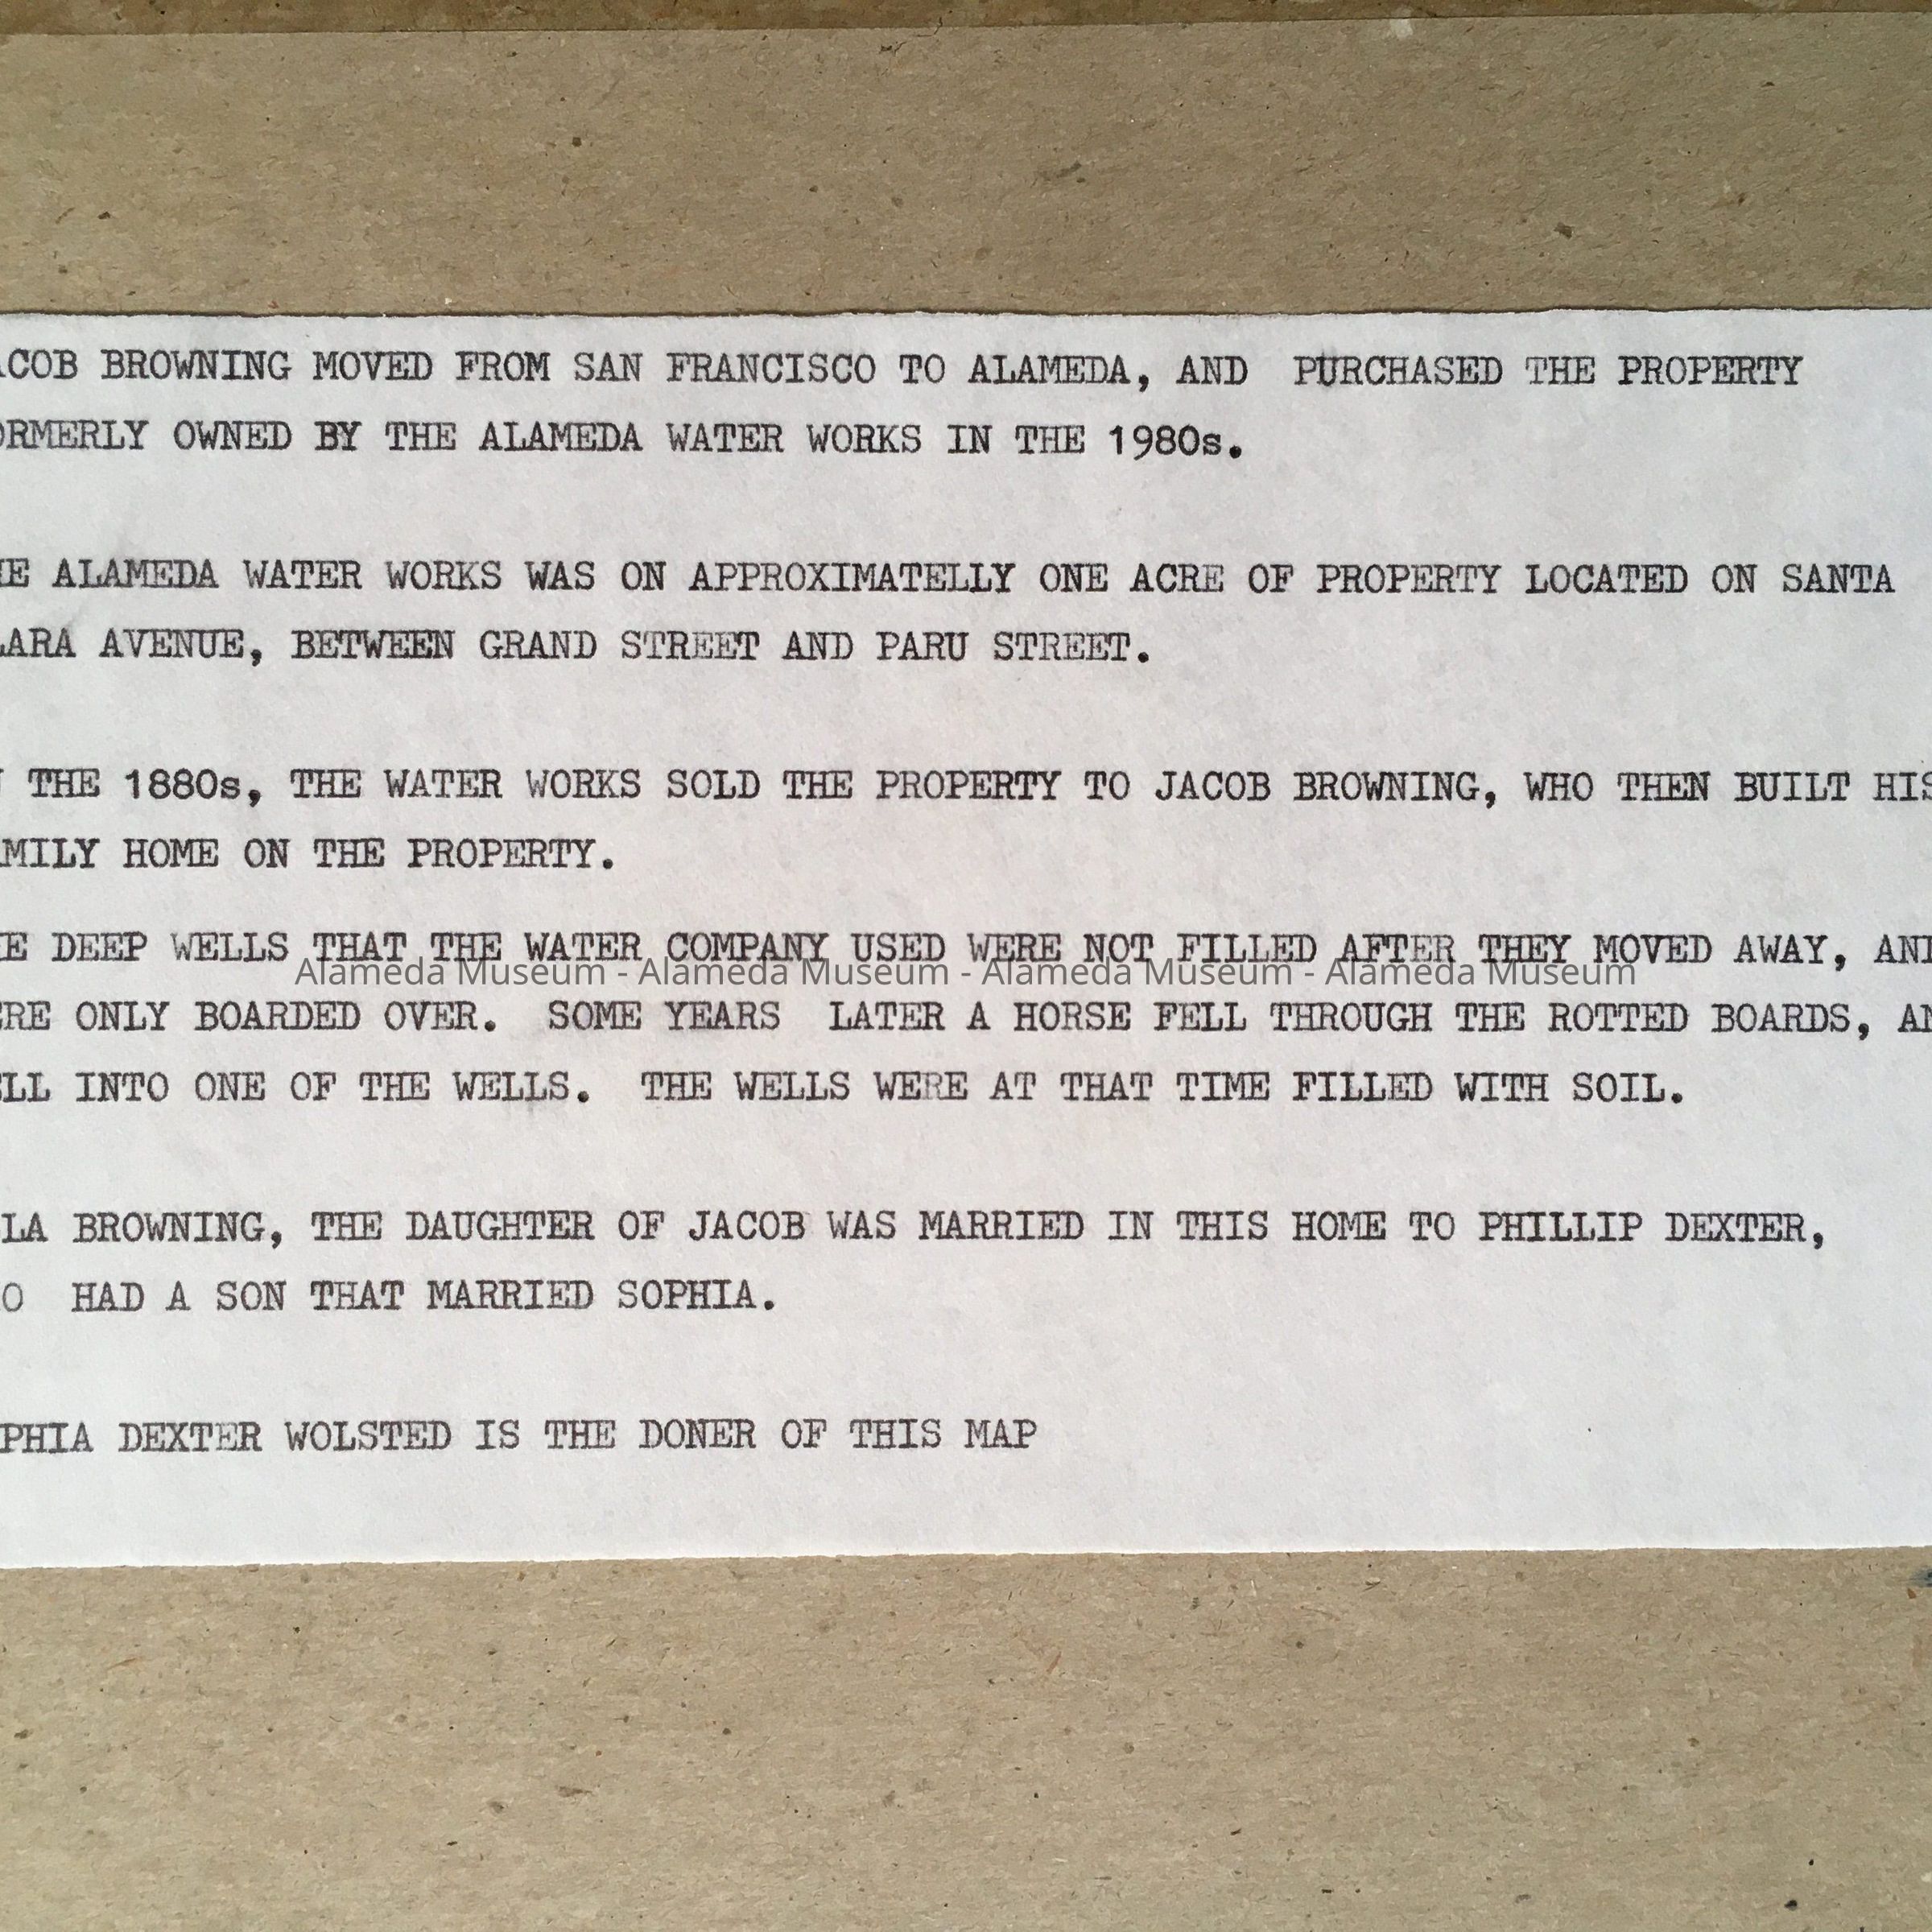 ACOB BROWNING MOVED FROM SAN FRANCISCO TO ALAMEDA, AND PURCHASED THE PROPERTY
ORMERLY OWNED BY THE ALAMEDA WATER WORKS IN THE 1980s.
HE ALAMEDA WATER WORKS WAS ON APPROXIMATELLY ONE ACRE OF PROPERTY LOCATED ON SANTA
LARA AVENUE, BETWEEN GRAND STREET AND PARU STREET.
N THE 1880s, THE WATER WORKS SOLD THE PROPERTY TO JACOB BROWNING, WHO THEN BUILT HIS
AMILY HOME ON THE PROPERTY.
HE DEEP WELLS THAT THE WATER COMPANY USED WERE NOT FILLED AFTER THEY MOVED AWAY, AND
Alameda Museum - Alameda Museum - Alameda Museum - Alameda Museum
ERE ONLY BOARDED OVER. SOME YEARS LATER A HORSE FELL THROUGH THE ROTTED BOARDS, AN
ELL INTO ONE OF THE WELLS. THE WELLS WERE AT THAT TIME FILLED WITH SOIL.
LA BROWNING, THE DAUGHTER OF JACOB WAS MARRIED IN THIS HOME TO PHILLIP DEXTER,
O HAD A SON THAT MARRIED SOPHIA.
PHIA DEXTER WOLSTED IS THE DONER OF THIS MAP